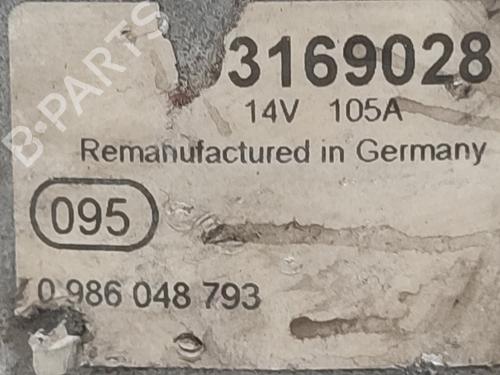 3169028
14V 105A
Remanufactured in Germany
095
0 986 048 793
B-PARTS